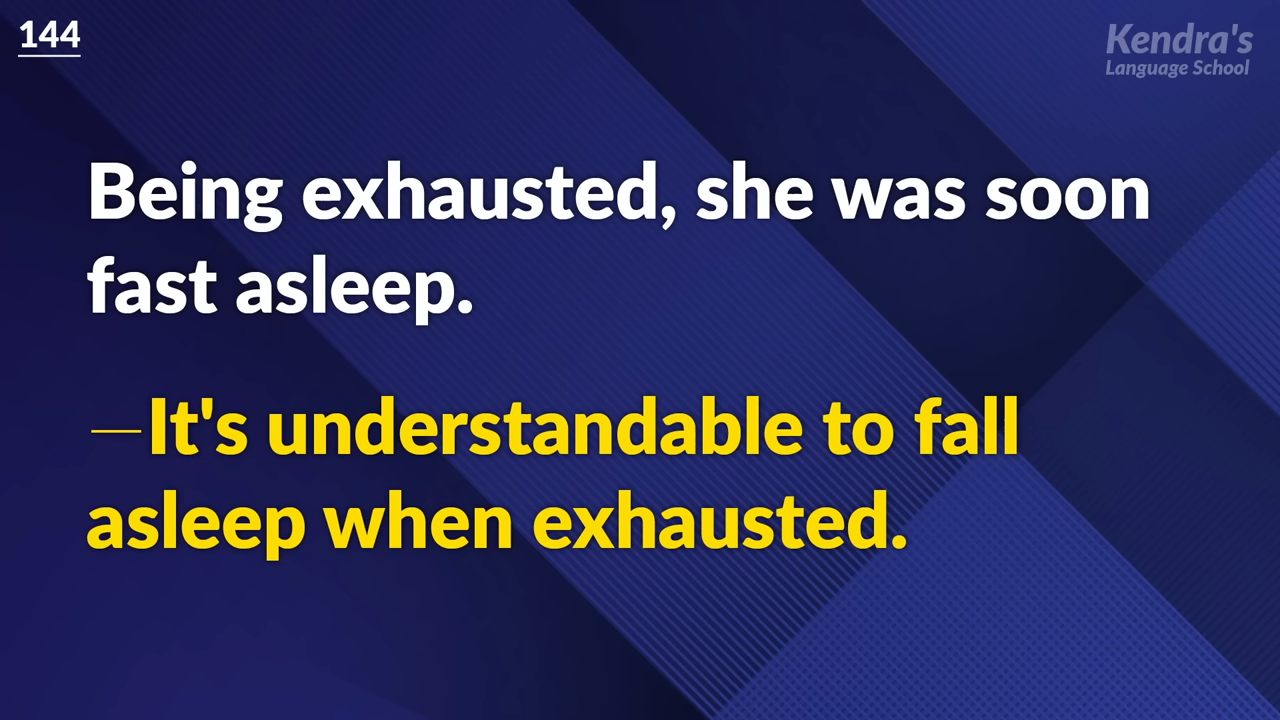 144
Kendra's
Language School
Being exhausted, she was soon
fast asleep.
—It's understandable to fall
asleep when exhausted.